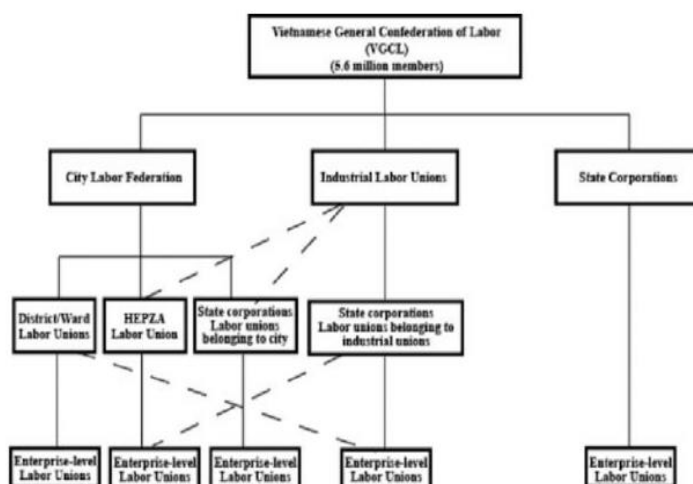 Vietnamese General Confederation of Labor
(VGCL)
(5.6 million members)
City Labor Federation
Industrial Labor Unions
State Corporations
District/Ward
Labor Unions
HEPZA
Labor Union
State corporations
Labor unions
belonging to city
State corporations
Labor unions belonging to
industrial unions
Enterprise-level
Labor Unions
Enterprise-level
Labor Unions
Enterprise-level
Labor Unions
Enterprise-level
Labor Unions
Enterprise-level
Labor Unions